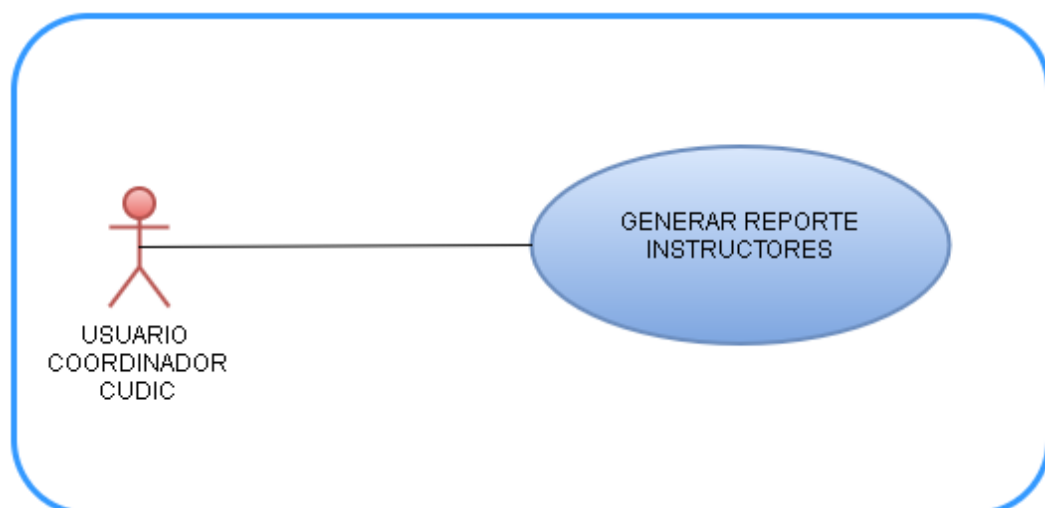 GENERAR REPORTE
INSTRUCTORES
USUARIO
COORDINADOR
CUDIC